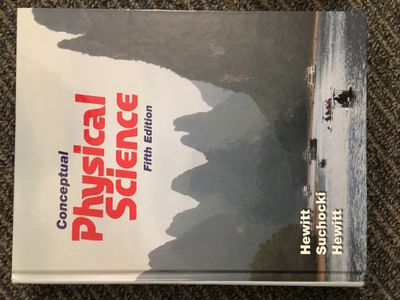 Conceptual
Physical
Science
Fifth Edition
Hewitt
Suchocki
Hewitt